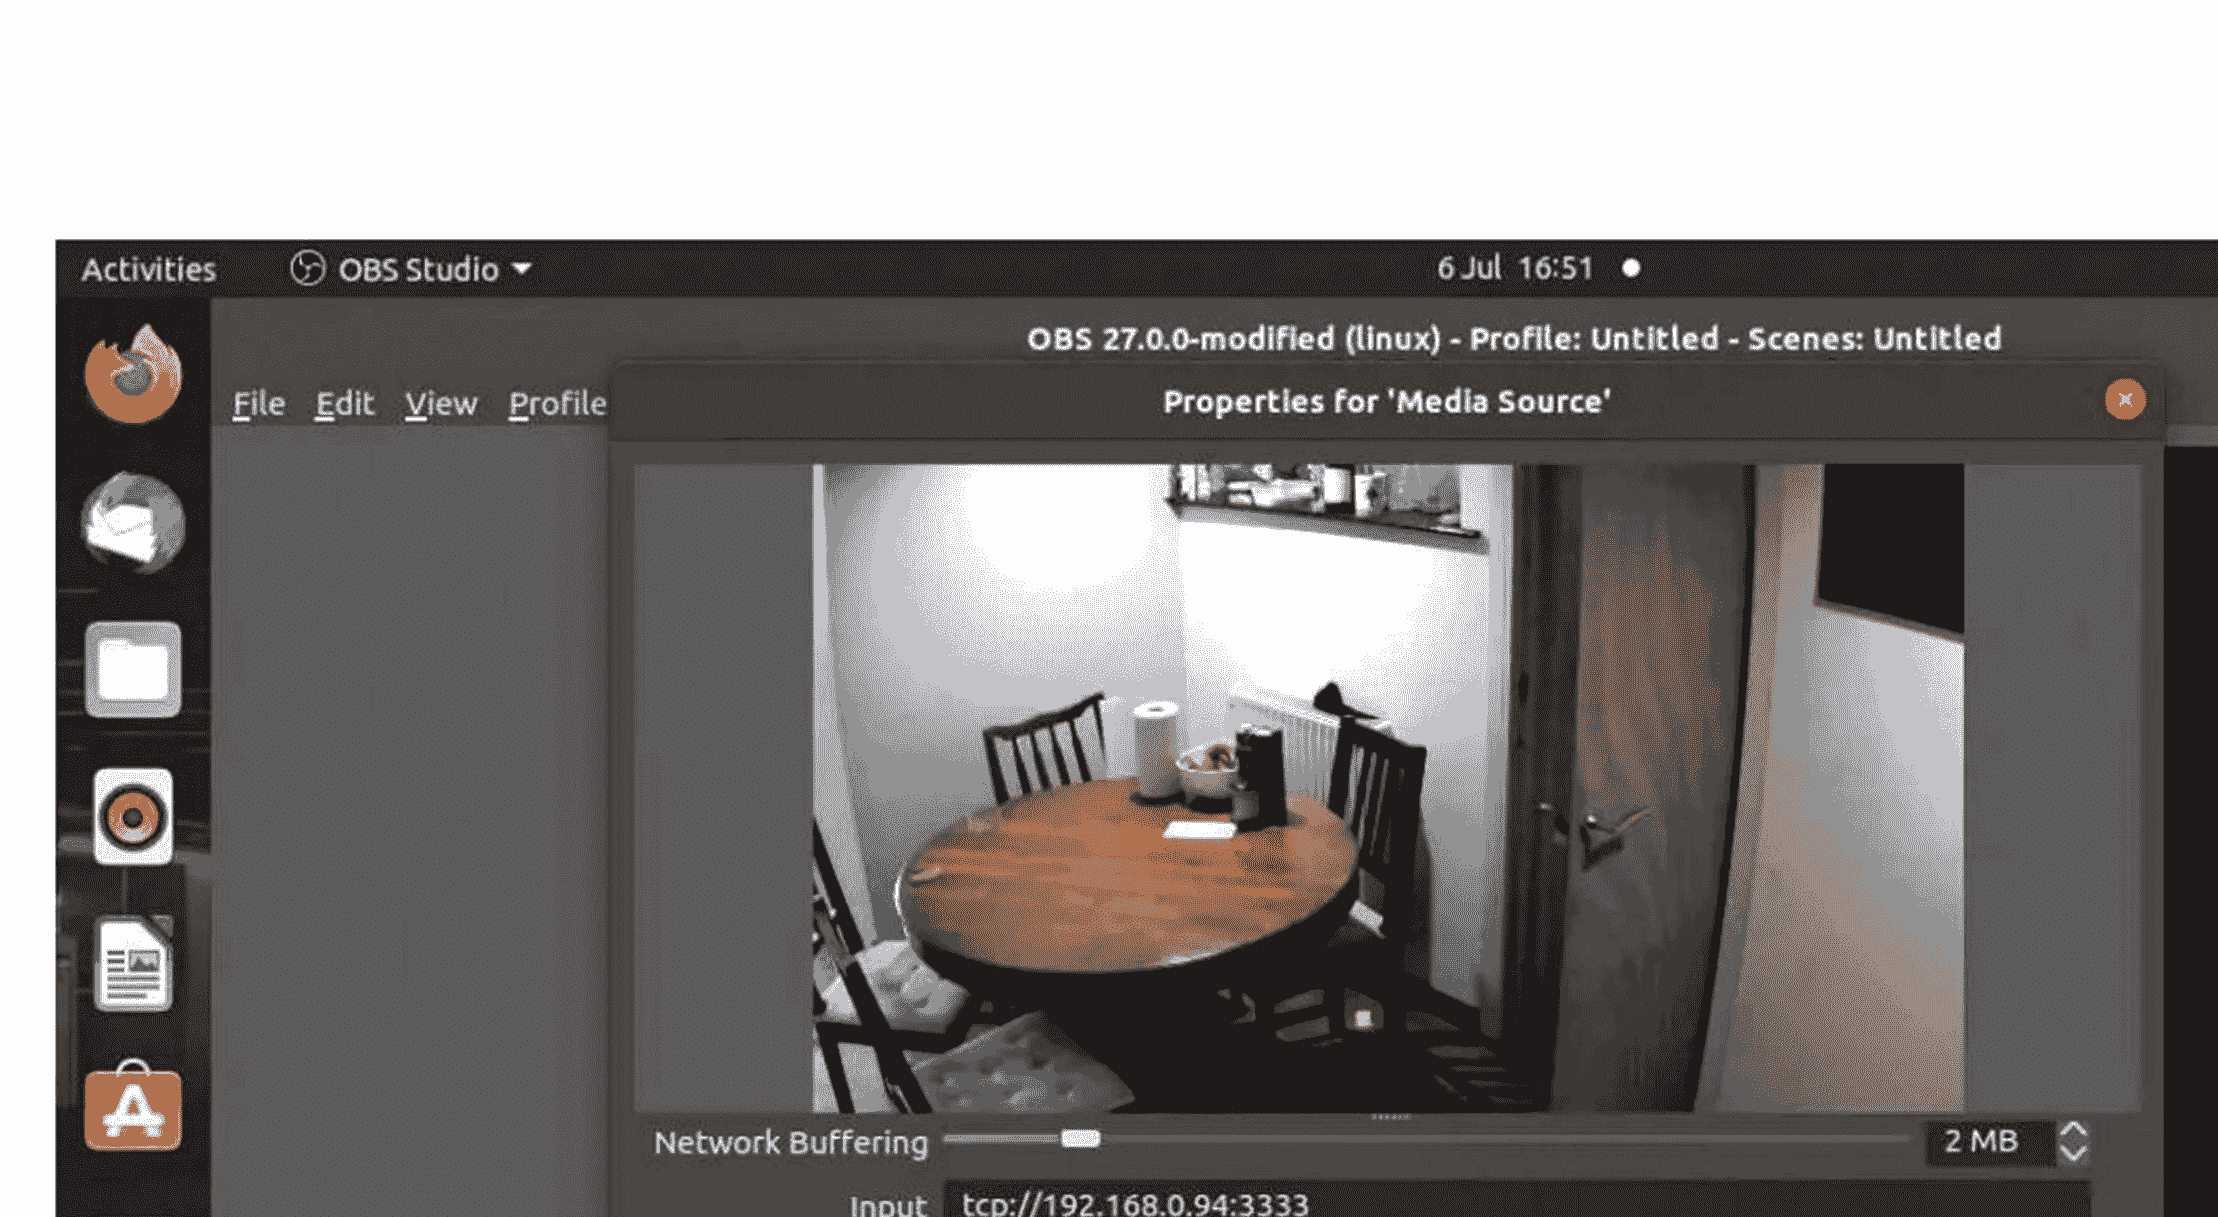 Activities OBS Studio 6 Jul 16:51
OBS 27.0.0-modified (linux) - Profile: Untitled - Scenes: Untitled
File Edit View Profile
Properties for 'Media Source'
Network Buffering 2 MB
Input tcp://192.168.0.94:3333